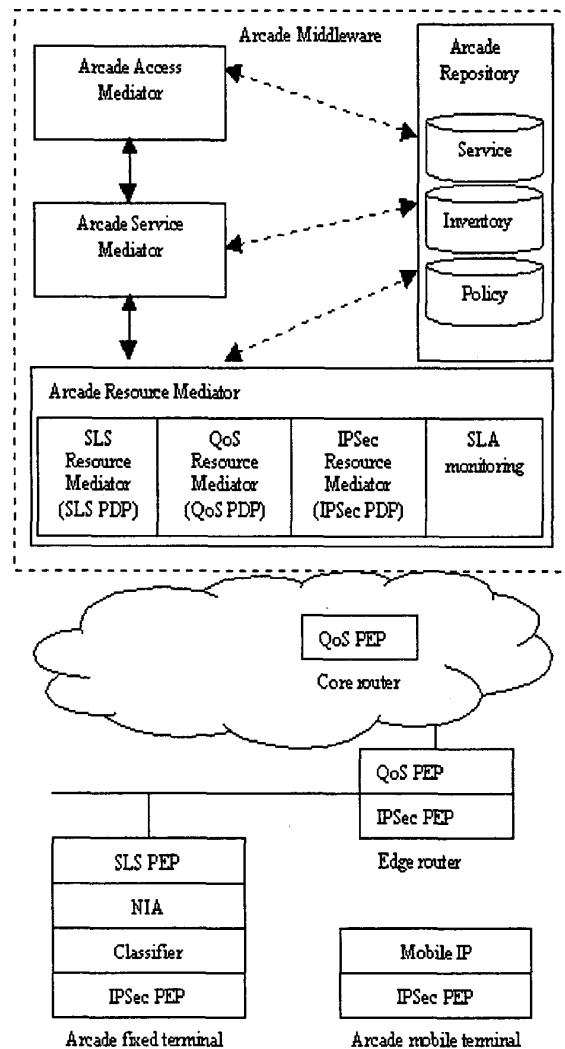 Arcade Middleware
Arcade Access
Mediator
Arcade
Repository
Service
Inventory
Policy
Arcade Service
Mediator
Arcade Resource Mediator
SLS
Resource
Mediator
(SLS PDP)
QoS
Resource
Mediator
(QoS PDP)
IPSec
Resource
Mediator
(IPSec PDP)
SLA
monitoring
QoS PEP
Core router
QoS PEP
IPSec PEP
Edge router
SLS PEP
NIA
Classifier
IPSec PEP
Arcade fixed terminal
Mobile IP
IPSec PEP
Arcade mobile terminal